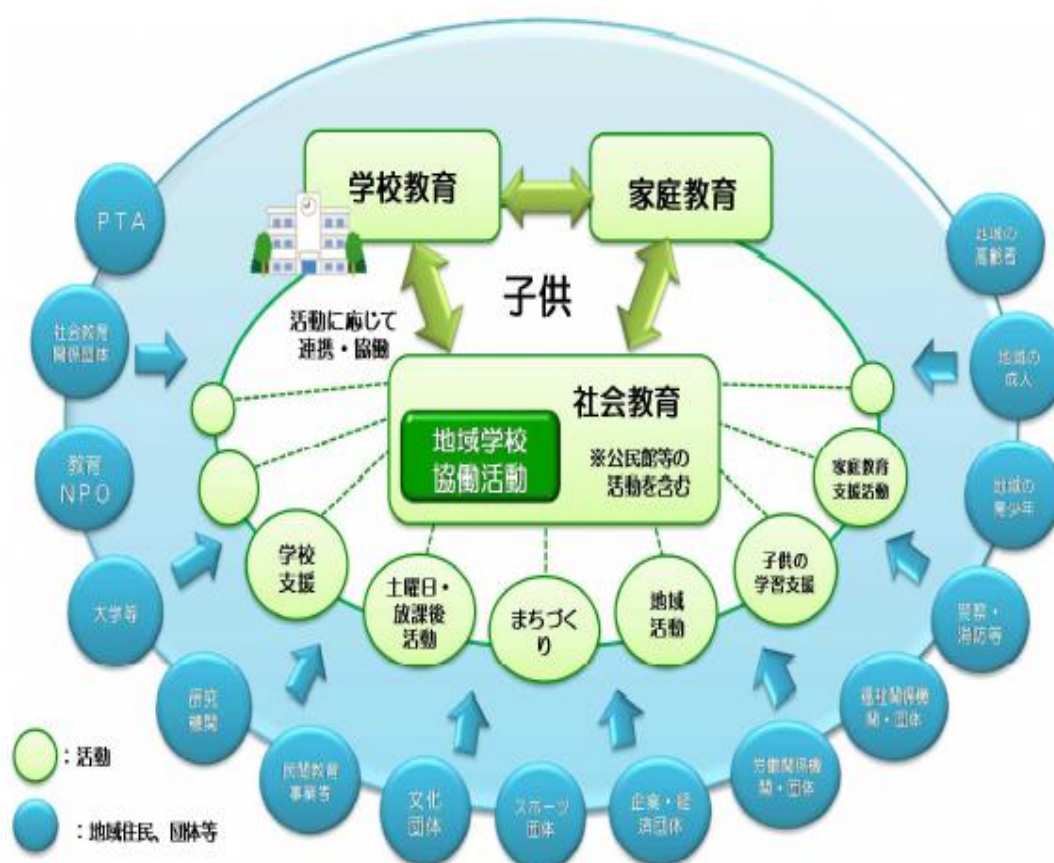 学校教育
家庭教育
子供
活動に応じて
連携・協働
社会教育
地域学校
協働活動
※公民館等の
活動を含む
学校
支援
土曜日・
放課後
活動
まちづく
り
地域
活動
子供の
学習支援
家庭教育
支援活動
PTA
社会教育
関係団体
教育
NPO
大学等
研究
機関
民間教育
事業者
文化
団体
スポーツ
団体
企業・経
済団体
労働関係機
関・団体
福祉関係機
関・団体
警察・
消防等
地域の
青少年
地域の
成人
地域の
高齢者
:活動
:地域住民、団体等